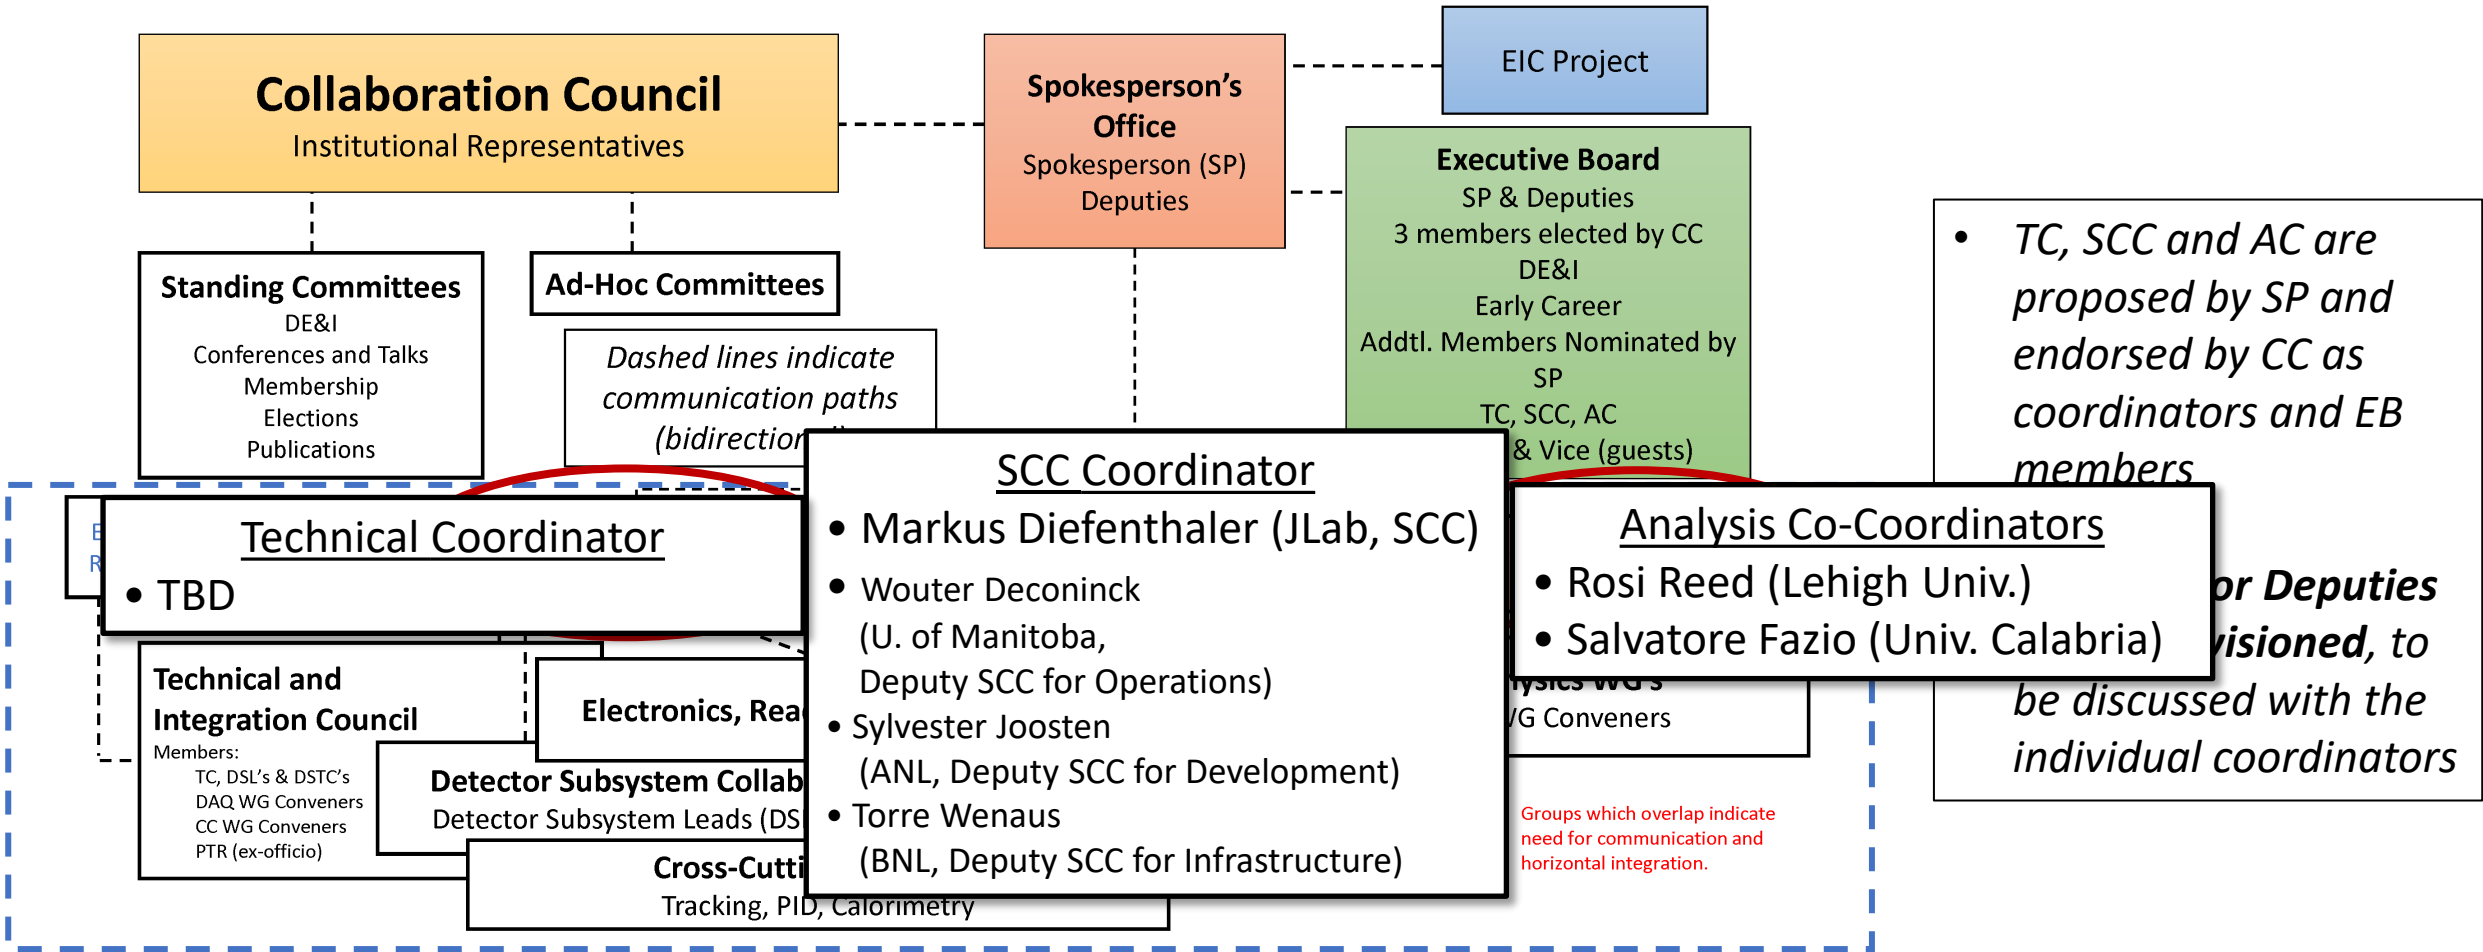 Collaboration Council
Institutional Representatives
Spokesperson's
Office
Spokesperson (SP)
Deputies
EIC Project
Executive Board
SP & Deputies
3 members elected by CC
DE&I
Early Career
Addtl. Members Nominated by
SP
TC, SCC, AC
& Vice (guests)
Standing Committees
DE&I
Conferences and Talks
Membership
Elections
Publications
Ad-Hoc Committees
Dashed lines indicate
communication paths
• TC, SCC and AC are
proposed by SP and
endorsed by CC as
coordinators and EB
members
or Deputies
to
be discussed with the
individual coordinators
Technical Coordinator
• TBD
SCC Coordinator
• Markus Diefenthaler (JLab, SCC)
• Wouter Deconinck
(U. of Manitoba,
Deputy SCC for Operations)
• Sylvester Joosten
(ANL, Deputy SCC for Development)
• Torre Wenaus
(BNL, Deputy SCC for Infrastructure)
Analysis Co-Coordinators
• Rosi Reed (Lehigh Univ.)
• Salvatore Fazio (Univ. Calabria)
Technical and
Integration Council
Members:
TC, DSL's & DSTC's
DAQ WG Conveners
CC WG Conveners
PTR (ex-officio)
Electronics,
Detector Subsystem
Detector Subsystem Leads
Tracking, PID, Calorimetry
WG's
Conveners
Groups which overlap indicate
need for communication and
horizontal integration.